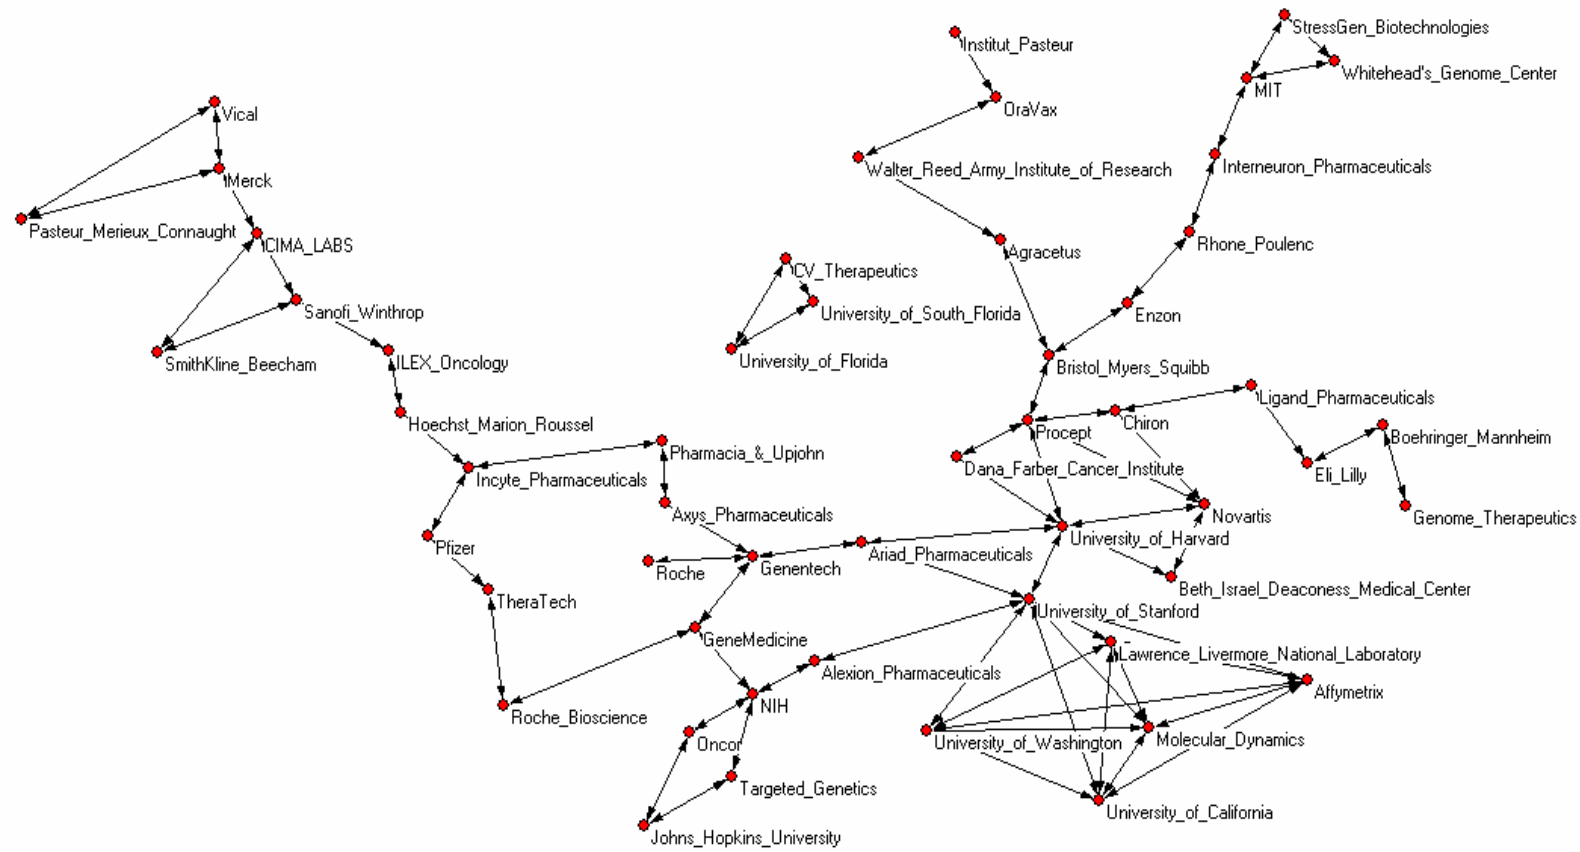 StressGen_Biotechnologies
Institut_Pasteur
Whitehead's_Genome_Center
MIT
OraVax
Vical
Interneuron_Pharmaceuticals
Walter_Reed_Army_Institute_of_Research
Merck
Pasteur_Merieux_Connaught
CIMA_LABS
Rhone_Poulenc
Agracetus
CV_Therapeutics
Sanofi_Winthrop
University_of_South_Florida
Enzon
SmithKline_Beecham
ILEX_Oncology
University_of_Florida
Bristol_Myers_Squibb
Ligand_Pharmaceuticals
Hoechst_Marion_Roussel
Procept
Chiron
Boehringer_Mannheim
Pharmacia_&_Upjohn
Dana_Farber_Cancer_Institute
Eli_Lilly
Incyte_Pharmaceuticals
Axys_Pharmaceuticals
Novartis
Genome_Therapeutics
University_of_Harvard
Pfizer
Ariad_Pharmaceuticals
Roche
Genentech
Beth_Israel_Deaconess_Medical_Center
TheraTech
University_of_Stanford
GeneMedicine
Lawrence_Livermore_National_Laboratory
Alexion_Pharmaceuticals
Affymetrix
NIH
Roche_Bioscience
Oncor
University_of_Washington
Molecular_Dynamics
Targeted_Genetics
University_of_California
Johns_Hopkins_University